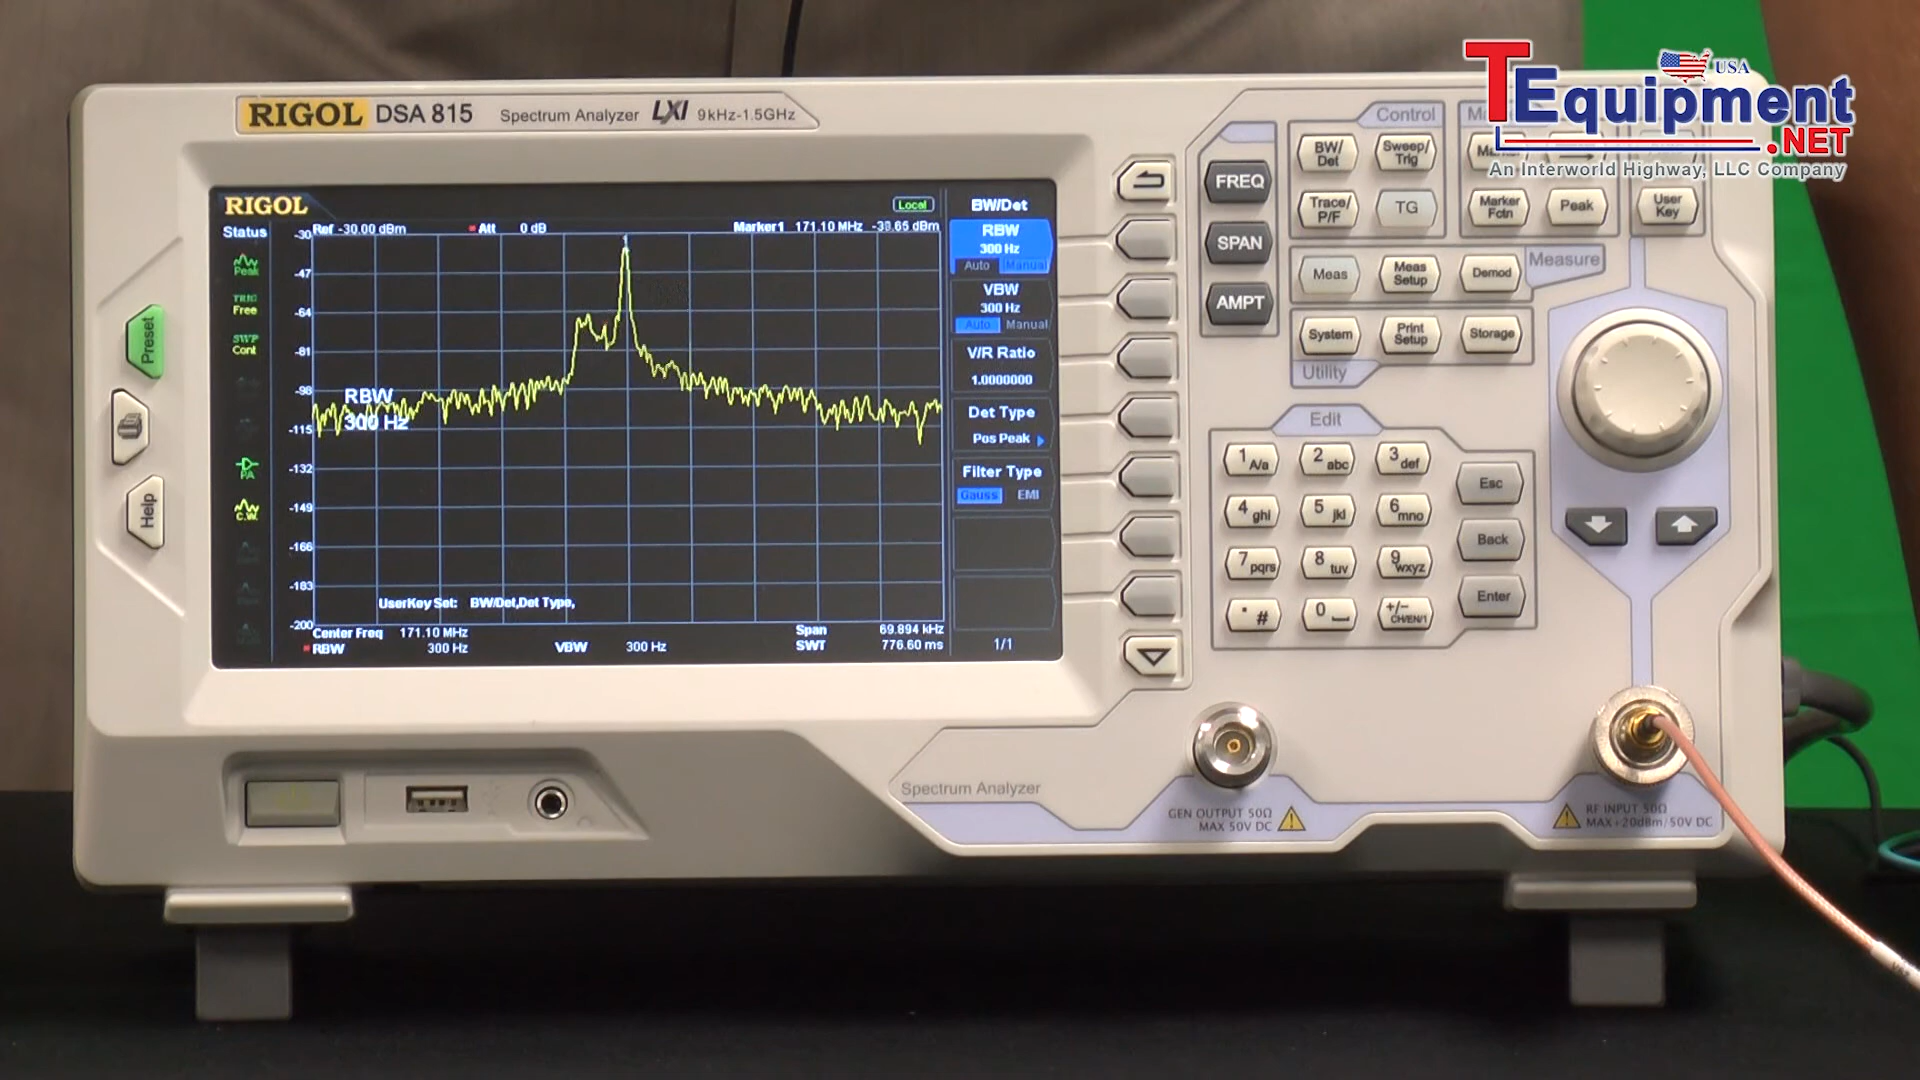 TEquipment.NET
USA
An Interworld Highway, LLC Company
RIGOL DSA 815 Spectrum Analyzer LXI 9kHz-1.5GHz
RIGOL
Local
Status
Ref -30.00 dBm
Att 0 dB
Marker1 171.10 MHz
Peak
TRIG
Free
SWP
Cont
PA
C.W.
-30
-47
-64
-81
-98
-115
-132
-149
-166
-183
-200
1
RBW
300 Hz
UserKey Set: BW/Det,Det Type,
Center Freq 171.10 MHz
Span 69.894 kHz
RBW 300 Hz
VBW 300 Hz
SWT 776.60 ms
BW/Det
RBW
300 Hz
Auto Manual
VBW
300 Hz
Auto Manual
V/R Ratio
1.0000000
Det Type
Pos Peak
Filter Type
Gauss EMI
1/1
Preset
Help
FREQ
SPAN
AMPT
Control
BW/
Det
Sweep/
Trig
Trace/
P/F
TG
Marker
Fctn
Peak
User
Key
Meas
Meas
Setup
Demod
Measure
System
Print
Setup
Storage
Utility
Edit
1 A/a
2 abc
3 def
4 ghi
5 jkl
6 mno
7 pqrs
8 tuv
9 wxyz
. #
0
+/-
CH/EN/1
Esc
Back
Enter
Spectrum Analyzer
GEN OUTPUT 50Ω
MAX 50V DC
RF INPUT 50Ω
MAX+20dBm/50V DC